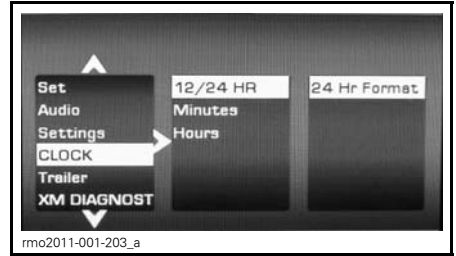 Set
Audio
Settings
CLOCK
Trailer
XM DIAGNOST
12/24 HR
Minutes
Hours
24 Hr Format
rmo2011-001-203_a